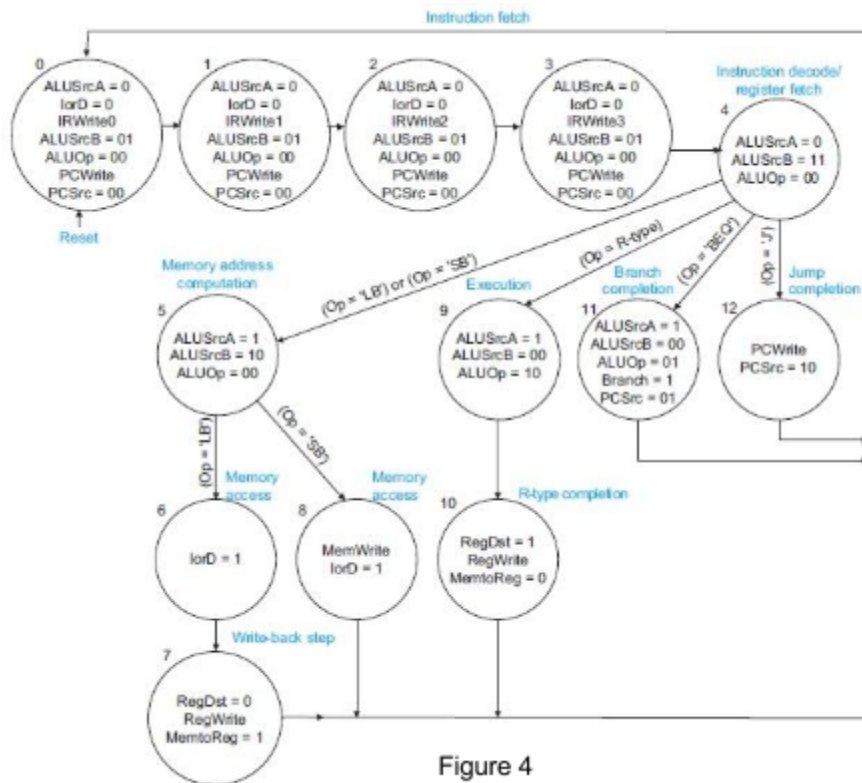 Instruction fetch
0
ALUSrcA = 0
IorD = 0
IRWrite0
ALUSrcB = 01
ALUOp = 00
PCWrite
PCSrc = 00
Reset
1
ALUSrcA = 0
IorD = 0
IRWrite1
ALUSrcB = 01
ALUOp = 00
PCWrite
PCSrc = 00
2
ALUSrcA = 0
IorD = 0
IRWrite2
ALUSrcB = 01
ALUOp = 00
PCWrite
PCSrc = 00
3
ALUSrcA = 0
IorD = 0
IRWrite3
ALUSrcB = 01
ALUOp = 00
PCWrite
PCSrc = 00
Instruction decode/
register fetch
4
ALUSrcA = 0
ALUSrcB = 11
ALUOp = 00
(Op = 'LB') or (Op = 'SB')
(Op = R-type)
(Op = 'BEQ')
(Op = 'J')
Memory address
computation
5
ALUSrcA = 1
ALUSrcB = 10
ALUOp = 00
Execution
9
ALUSrcA = 1
ALUSrcB = 00
ALUOp = 10
Branch
completion
11
ALUSrcA = 1
ALUSrcB = 00
ALUOp = 01
Branch = 1
PCSrc = 01
Jump
completion
12
PCWrite
PCSrc = 10
(Op = 'LB')
(Op = 'SB')
Memory
access
6
IorD = 1
Memory
access
8
MemWrite
IorD = 1
R-type completion
10
RegDst = 1
RegWrite
MemtoReg = 0
Write-back step
7
RegDst = 0
RegWrite
MemtoReg = 1
Figure 4